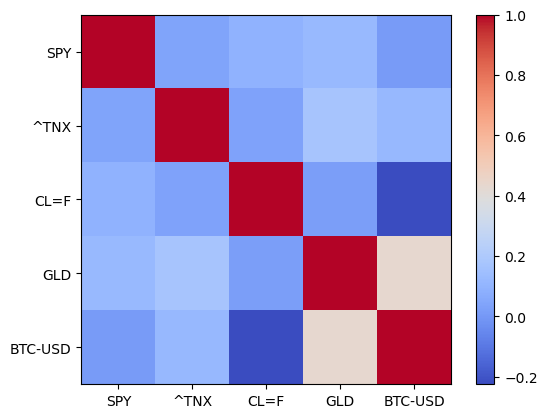 SPY
^TNX
CL=F
GLD
BTC-USD
SPY ^TNX CL=F GLD BTC-USD
1.0
0.8
0.6
0.4
0.2
0.0
−0.2